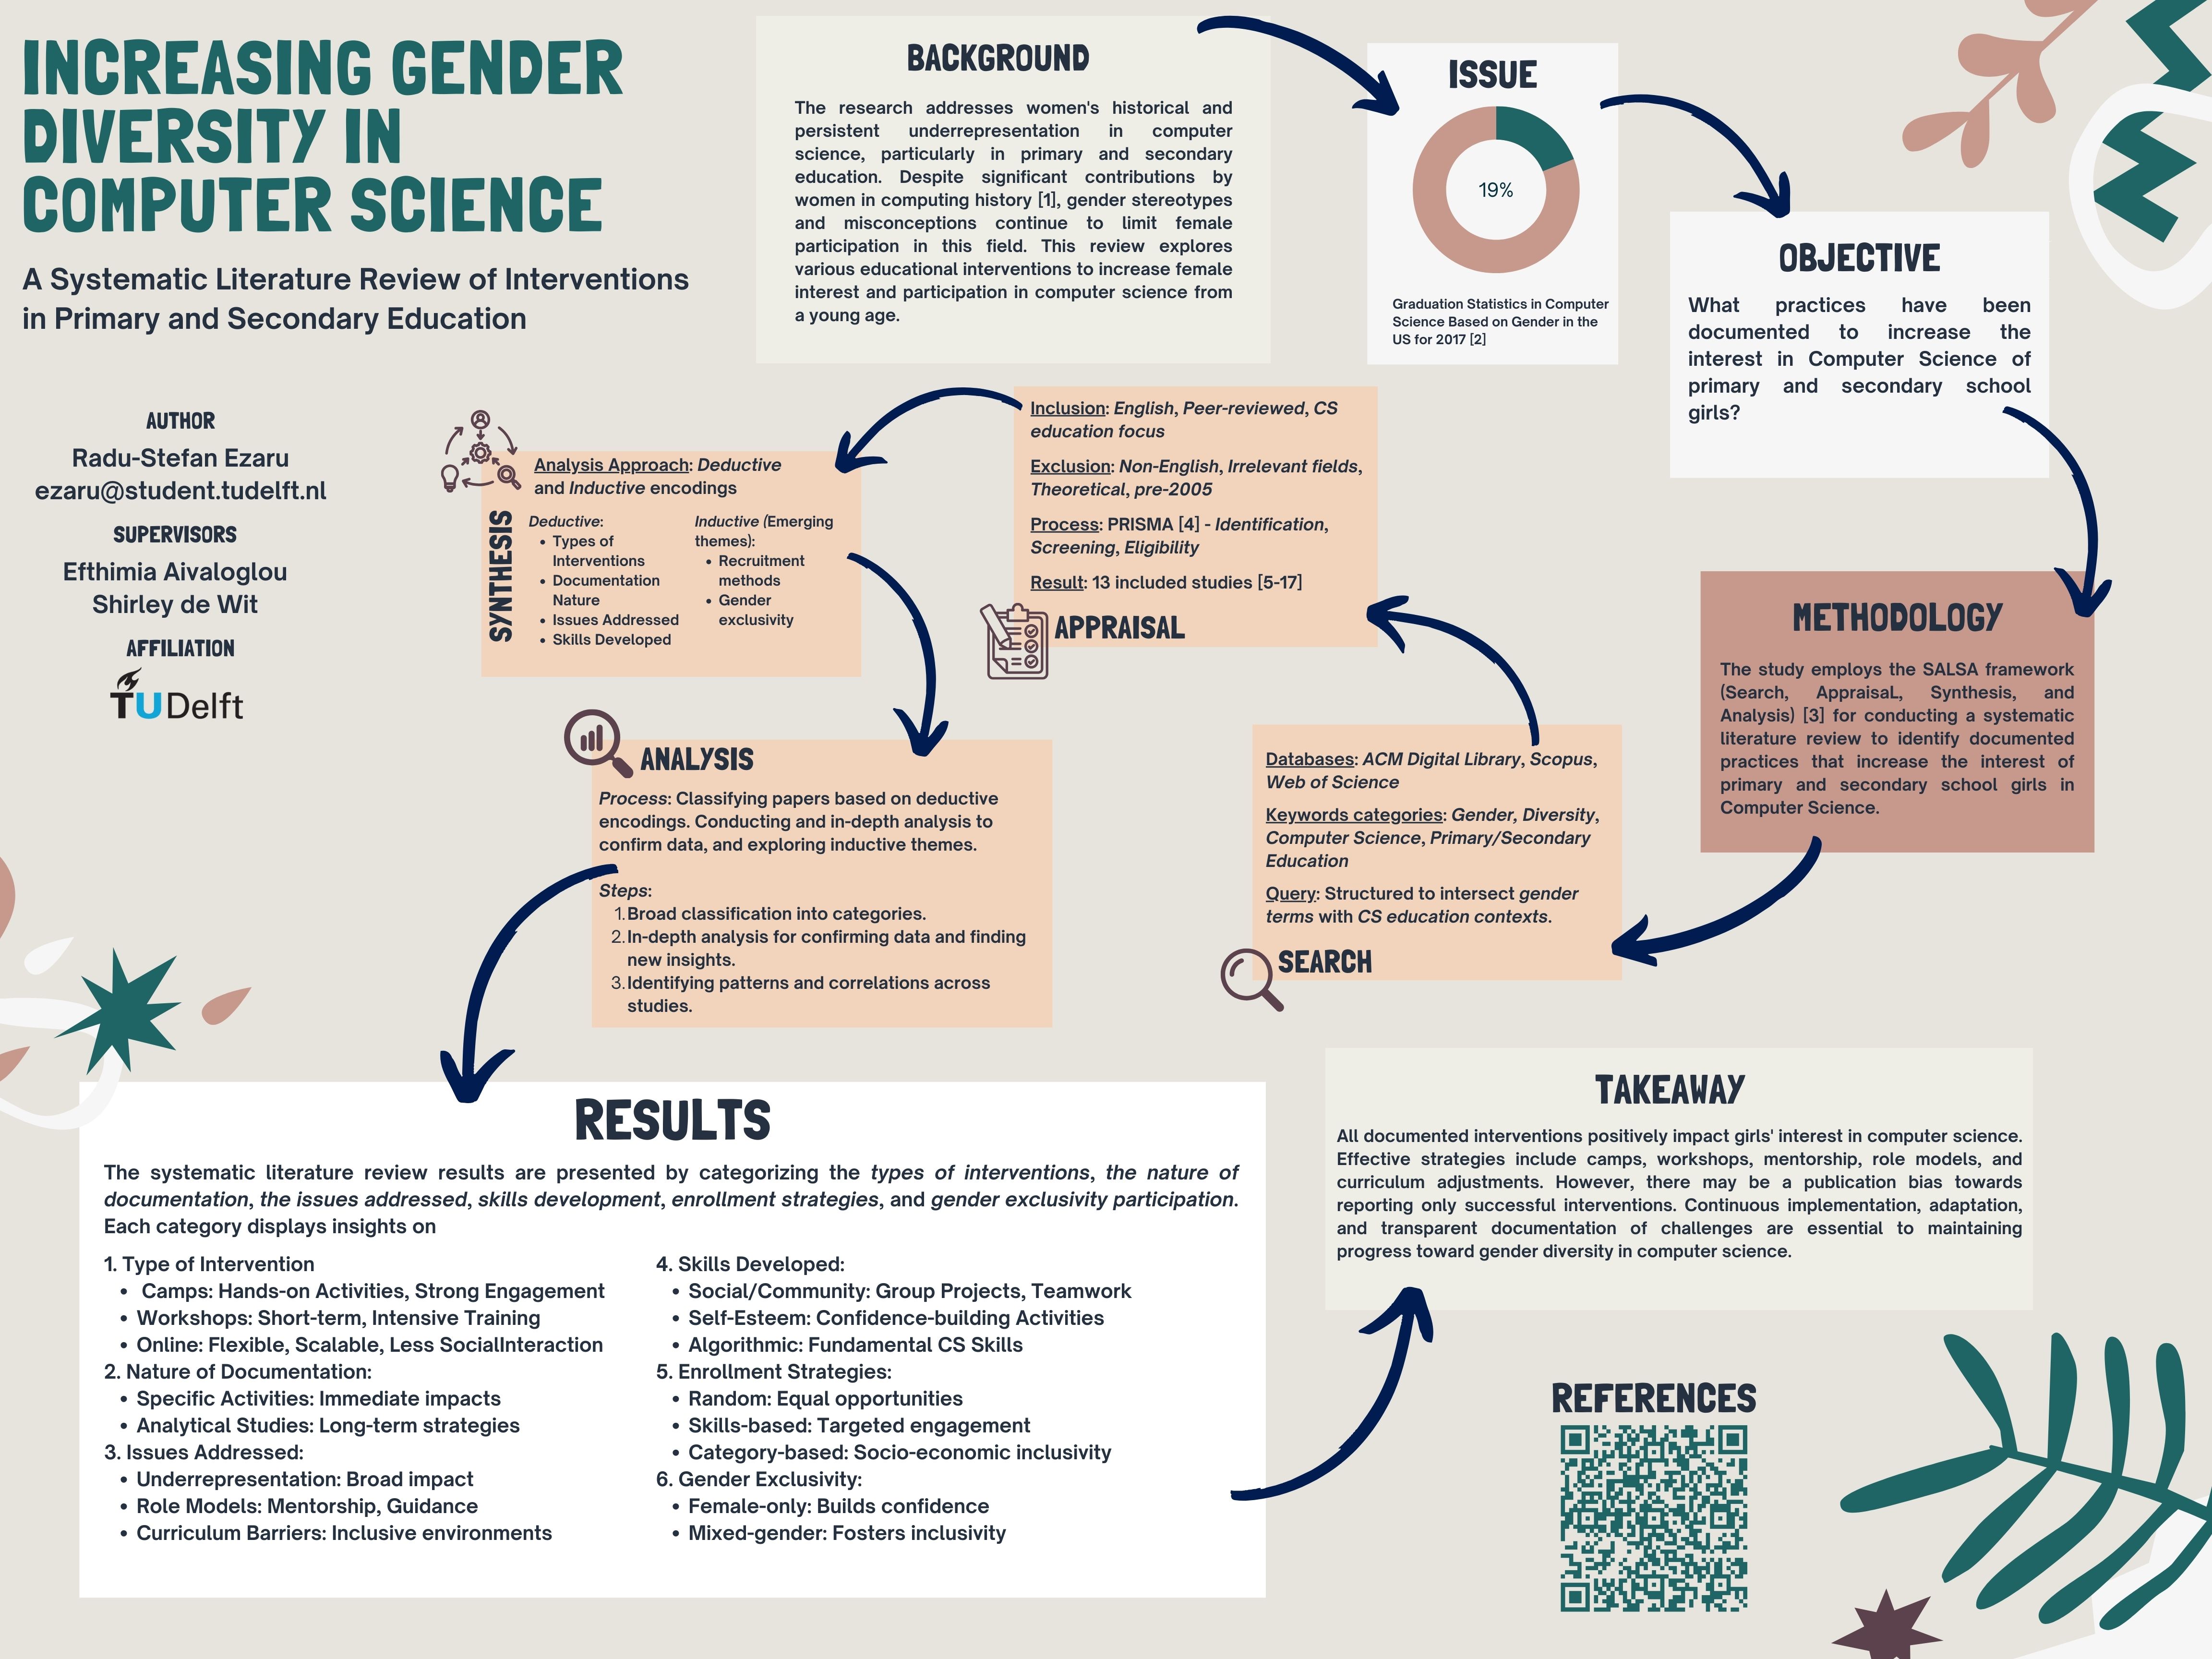 INCREASING GENDER
DIVERSITY IN
COMPUTER SCIENCE
A Systematic Literature Review of Interventions
in Primary and Secondary Education
AUTHOR
Radu-Stefan Ezaru
ezaru@student.tudelft.nl
SUPERVISORS
Efthimia Aivaloglou
Shirley de Wit
AFFILIATION
TUDelft
BACKGROUND
The research addresses women's historical and
persistent underrepresentation in computer
science, particularly in primary and secondary
education. Despite significant contributions by
women in computing history [1], gender stereotypes
and misconceptions continue to limit female
participation in this field. This review explores
various educational interventions to increase female
interest and participation in computer science from
a young age.
ISSUE
19%
Graduation Statistics in Computer
Science Based on Gender in the
US for 2017 [2]
OBJECTIVE
What practices have been
documented to increase the
interest in Computer Science of
primary and secondary school
girls?
METHODOLOGY
The study employs the SALSA framework
(Search, AppraisaL, Synthesis, and
Analysis) [3] for conducting a systematic
literature review to identify documented
practices that increase the interest of
primary and secondary school girls in
Computer Science.
Databases: ACM Digital Library, Scopus,
Web of Science
Keywords categories: Gender, Diversity,
Computer Science, Primary/Secondary
Education
Query: Structured to intersect gender
terms with CS education contexts.
SEARCH
Inclusion: English, Peer-reviewed, CS
education focus
Exclusion: Non-English, Irrelevant fields,
Theoretical, pre-2005
Process: PRISMA [4] - Identification,
Screening, Eligibility
Result: 13 included studies [5-17]
APPRAISAL
SYNTHESIS
Analysis Approach: Deductive
and Inductive encodings
Deductive:
• Types of
Interventions
• Documentation
Nature
• Issues Addressed
• Skills Developed
Inductive (Emerging
themes):
• Recruitment
methods
• Gender
exclusivity
ANALYSIS
Process: Classifying papers based on deductive
encodings. Conducting and in-depth analysis to
confirm data, and exploring inductive themes.
Steps:
1. Broad classification into categories.
2. In-depth analysis for confirming data and finding
new insights.
3. Identifying patterns and correlations across
studies.
RESULTS
The systematic literature review results are presented by categorizing the types of interventions, the nature of
documentation, the issues addressed, skills development, enrollment strategies, and gender exclusivity participation.
Each category displays insights on
1. Type of Intervention
• Camps: Hands-on Activities, Strong Engagement
• Workshops: Short-term, Intensive Training
• Online: Flexible, Scalable, Less SocialInteraction
2. Nature of Documentation:
• Specific Activities: Immediate impacts
• Analytical Studies: Long-term strategies
3. Issues Addressed:
• Underrepresentation: Broad impact
• Role Models: Mentorship, Guidance
• Curriculum Barriers: Inclusive environments
4. Skills Developed:
• Social/Community: Group Projects, Teamwork
• Self-Esteem: Confidence-building Activities
• Algorithmic: Fundamental CS Skills
5. Enrollment Strategies:
• Random: Equal opportunities
• Skills-based: Targeted engagement
• Category-based: Socio-economic inclusivity
6. Gender Exclusivity:
• Female-only: Builds confidence
• Mixed-gender: Fosters inclusivity
TAKEAWAY
All documented interventions positively impact girls' interest in computer science.
Effective strategies include camps, workshops, mentorship, role models, and
curriculum adjustments. However, there may be a publication bias towards
reporting only successful interventions. Continuous implementation, adaptation,
and transparent documentation of challenges are essential to maintaining
progress toward gender diversity in computer science.
REFERENCES